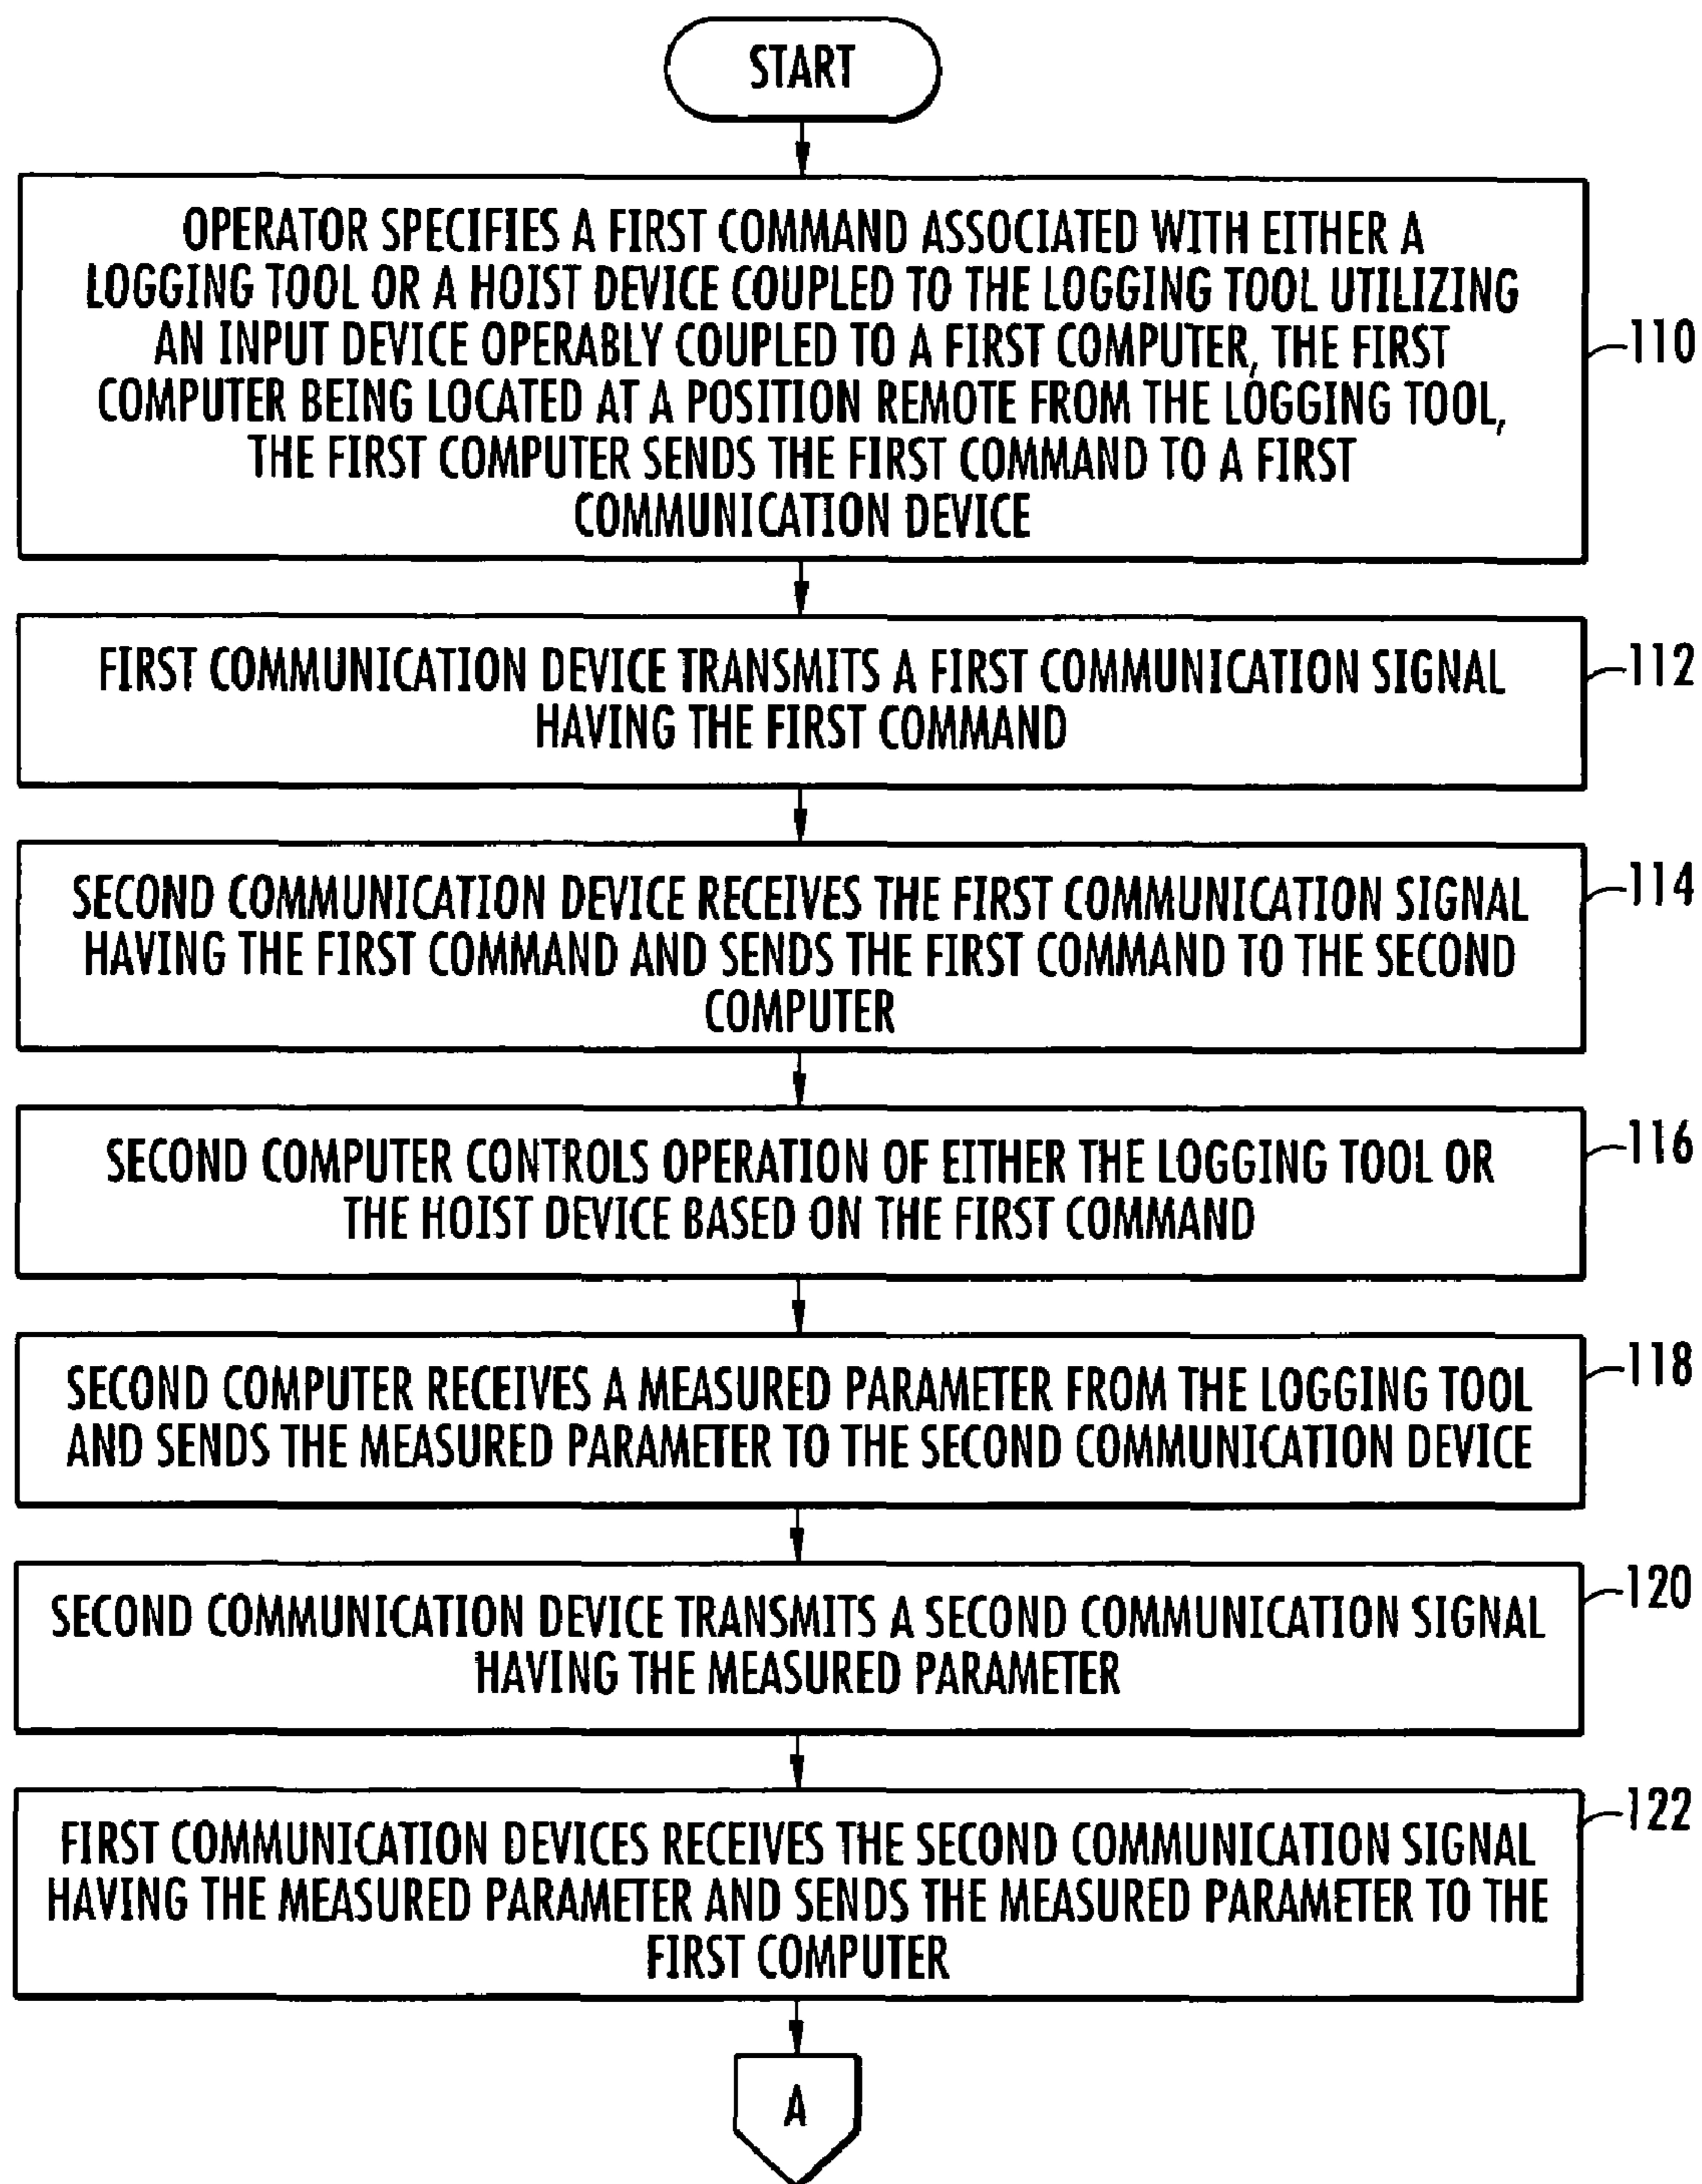 START
OPERATOR SPECIFIES A FIRST COMMAND ASSOCIATED WITH EITHER A
LOGGING TOOL OR A HOIST DEVICE COUPLED TO THE LOGGING TOOL UTILIZING
AN INPUT DEVICE OPERABLY COUPLED TO A FIRST COMPUTER, THE FIRST
COMPUTER BEING LOCATED AT A POSITION REMOTE FROM THE LOGGING TOOL,
THE FIRST COMPUTER SENDS THE FIRST COMMAND TO A FIRST
COMMUNICATION DEVICE
110
FIRST COMMUNICATION DEVICE TRANSMITS A FIRST COMMUNICATION SIGNAL
HAVING THE FIRST COMMAND
112
SECOND COMMUNICATION DEVICE RECEIVES THE FIRST COMMUNICATION SIGNAL
HAVING THE FIRST COMMAND AND SENDS THE FIRST COMMAND TO THE SECOND
COMPUTER
114
SECOND COMPUTER CONTROLS OPERATION OF EITHER THE LOGGING TOOL OR
THE HOIST DEVICE BASED ON THE FIRST COMMAND
116
SECOND COMPUTER RECEIVES A MEASURED PARAMETER FROM THE LOGGING TOOL
AND SENDS THE MEASURED PARAMETER TO THE SECOND COMMUNICATION DEVICE
118
SECOND COMMUNICATION DEVICE TRANSMITS A SECOND COMMUNICATION SIGNAL
HAVING THE MEASURED PARAMETER
120
FIRST COMMUNICATION DEVICES RECEIVES THE SECOND COMMUNICATION SIGNAL
HAVING THE MEASURED PARAMETER AND SENDS THE MEASURED PARAMETER TO THE
FIRST COMPUTER
122
A